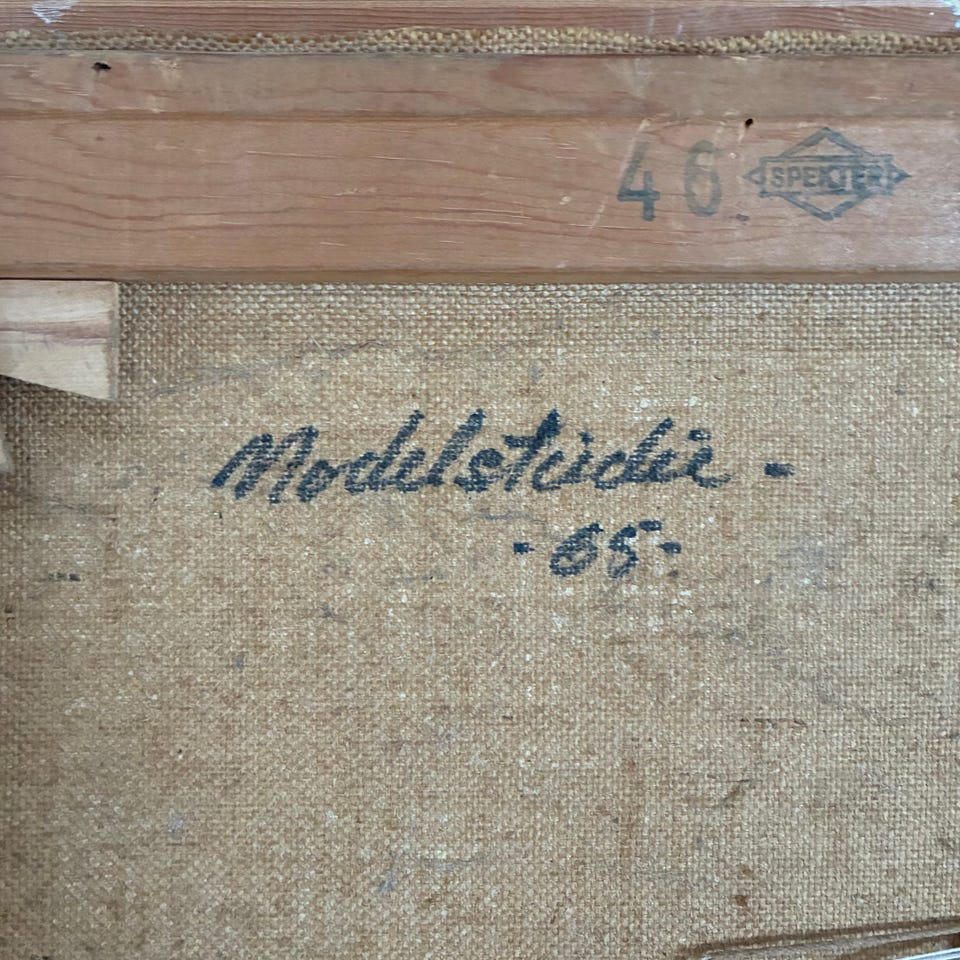 46 SPEKTER
Modelstudie -
- 65 -